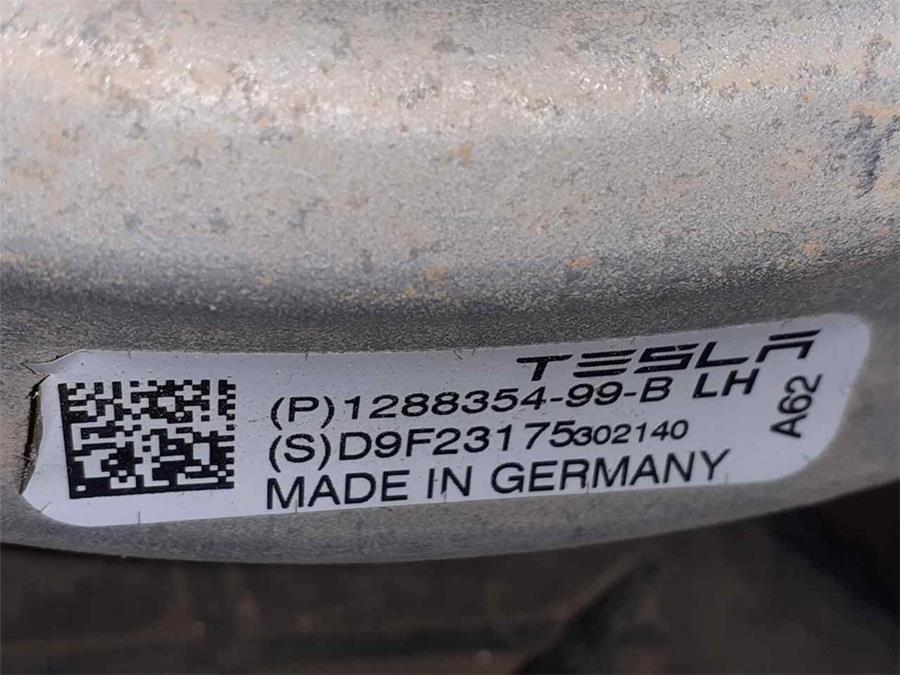 TESLA
(P)1288354-99-B LH
(S)D9F23175302140
MADE IN GERMANY
A62